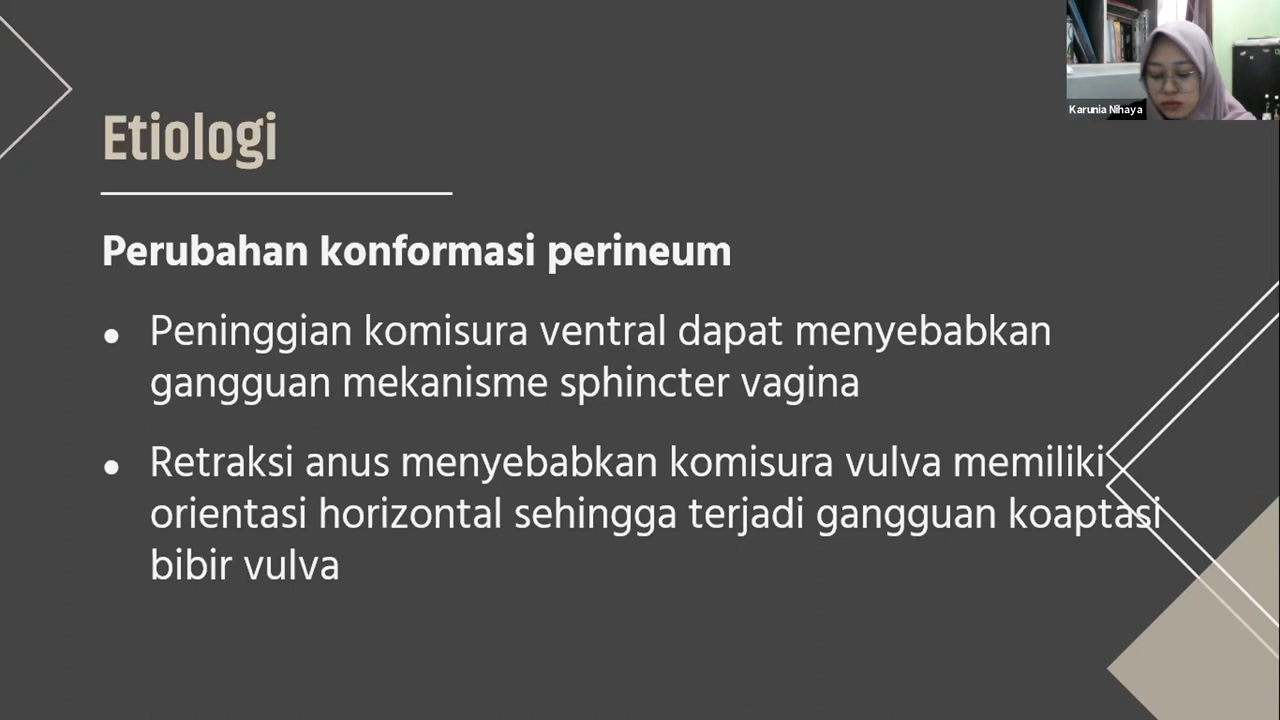 Karunia Nihaya
Etiologi
Perubahan konformasi perineum
• Peninggian komisura ventral dapat menyebabkan
gangguan mekanisme sphincter vagina
• Retraksi anus menyebabkan komisura vulva memiliki
orientasi horizontal sehingga terjadi gangguan koaptasi
bibir vulva